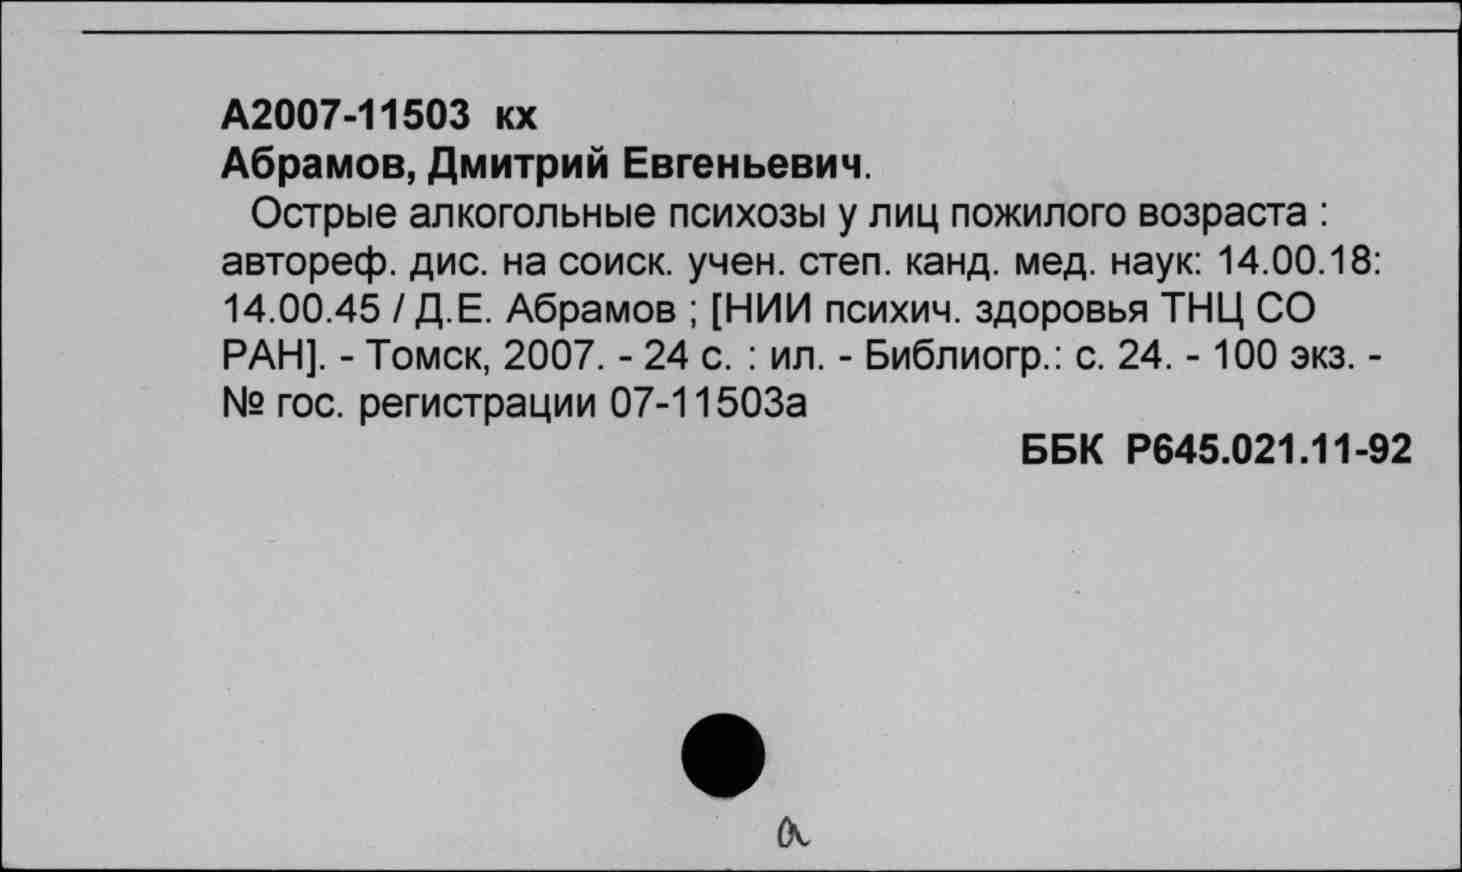 А2007-11503 кх
Абрамов, Дмитрий Евгеньевич.
Острые алкогольные психозы у лиц пожилого возраста :
автореф. дис. на соиск. учен. степ. канд. мед. наук: 14.00.18:
14.00.45 / Д.Е. Абрамов ; [НИИ психич. здоровья ТНЦ СО
РАН]. - Томск, 2007. - 24 с. : ил. - Библиогр.: с. 24. - 100 экз. -
№ гос. регистрации 07-11503а
ББК Р645.021.11-92